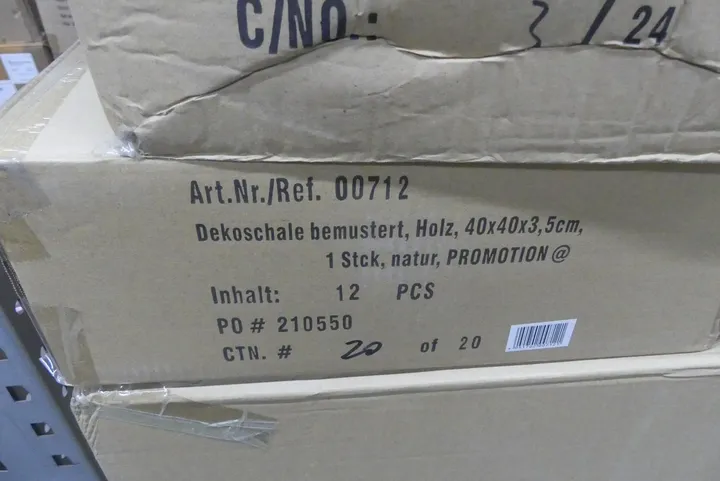 C/NO.: 3 / 24
Art.Nr./Ref. 00712
Dekoschale bemustert, Holz, 40x40x3,5cm,
1 Stck, natur, PROMOTION @
Inhalt: 12 PCS
PO # 210550
CTN. # 20 of 20